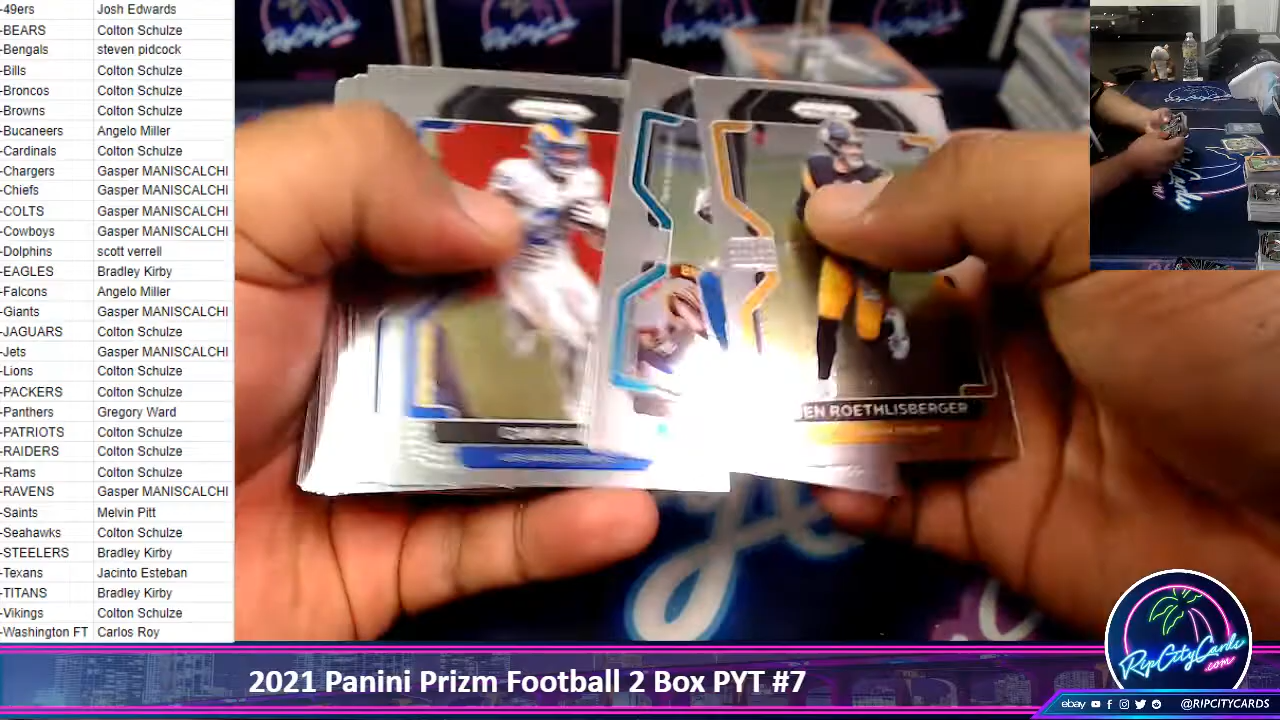 -49ers Josh Edwards
-BEARS Colton Schulze
-Bengals steven pidcock
-Bills Colton Schulze
-Broncos Colton Schulze
-Browns Colton Schulze
-Bucaneers Angelo Miller
-Cardinals Colton Schulze
-Chargers Gasper MANISCALCHI
-Chiefs Gasper MANISCALCHI
-COLTS Gasper MANISCALCHI
-Cowboys Gasper MANISCALCHI
-Dolphins scott verrell
-EAGLES Bradley Kirby
-Falcons Angelo Miller
-Giants Gasper MANISCALCHI
-JAGUARS Colton Schulze
-Jets Gasper MANISCALCHI
-Lions Colton Schulze
-PACKERS Colton Schulze
-Panthers Gregory Ward
-PATRIOTS Colton Schulze
-RAIDERS Colton Schulze
-Rams Colton Schulze
-RAVENS Gasper MANISCALCHI
-Saints Melvin Pitt
-Seahawks Colton Schulze
-STEELERS Bradley Kirby
-Texans Jacinto Esteban
-TITANS Bradley Kirby
-Vikings Colton Schulze
-Washington FT Carlos Roy
EN ROETHLISBERGER
RipCityCards
.com
2021 Panini Prizm Football 2 Box PYT #7
ebay @RIPCITYCARDS